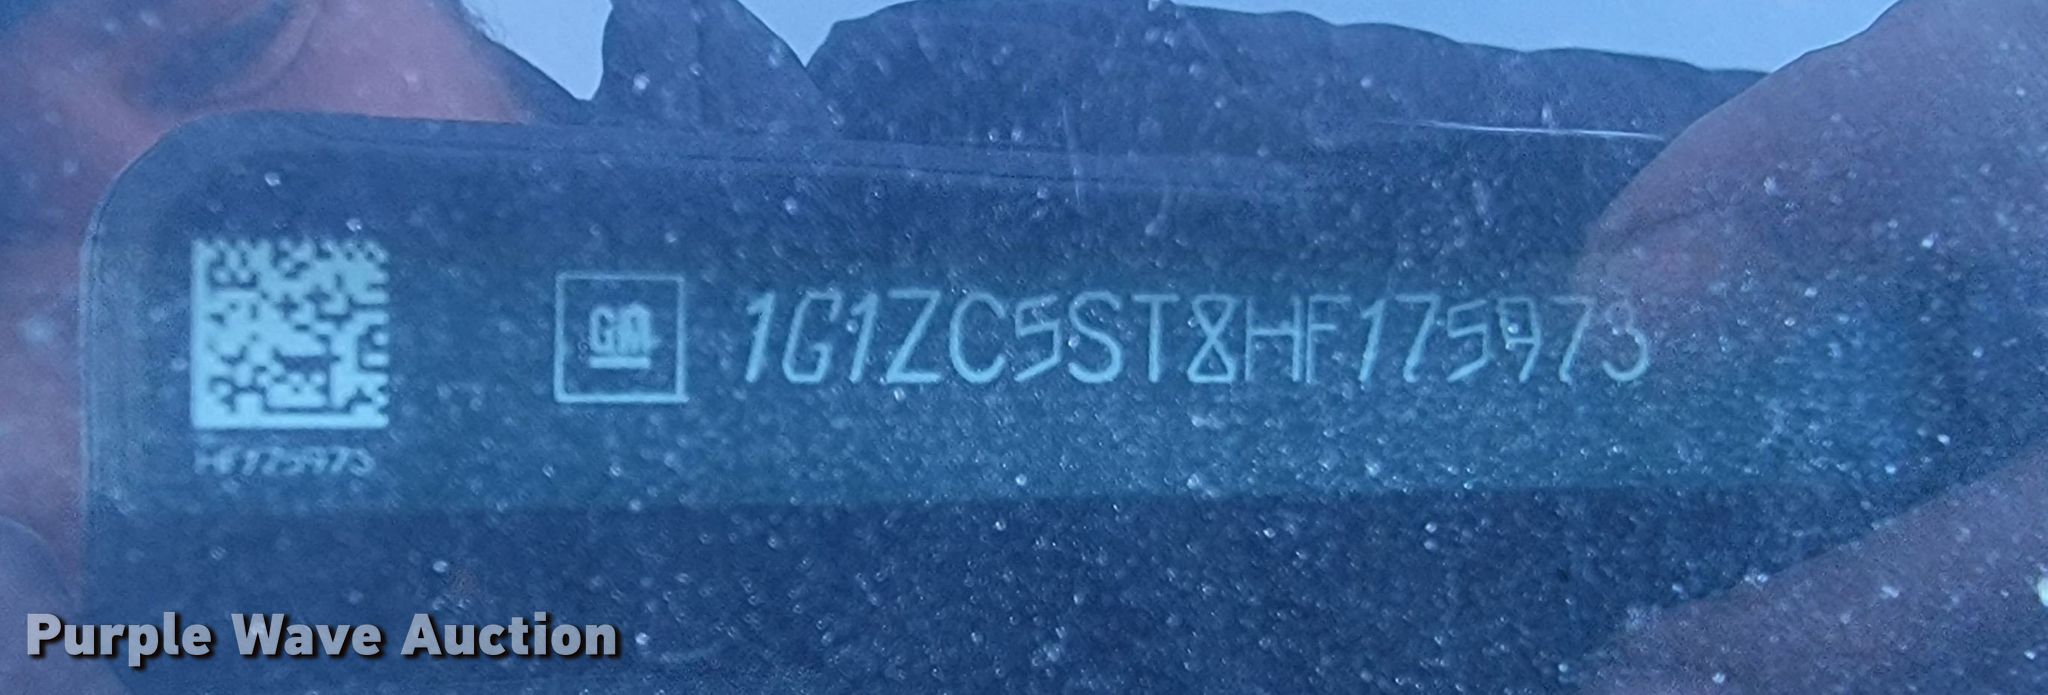 GM 1G1ZC5ST8HF175973
HF175973
Purple Wave Auction